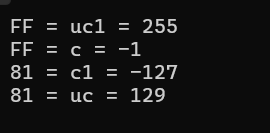 FF = uc1 = 255
FF = c = -1
81 = c1 = -127
81 = uc = 129